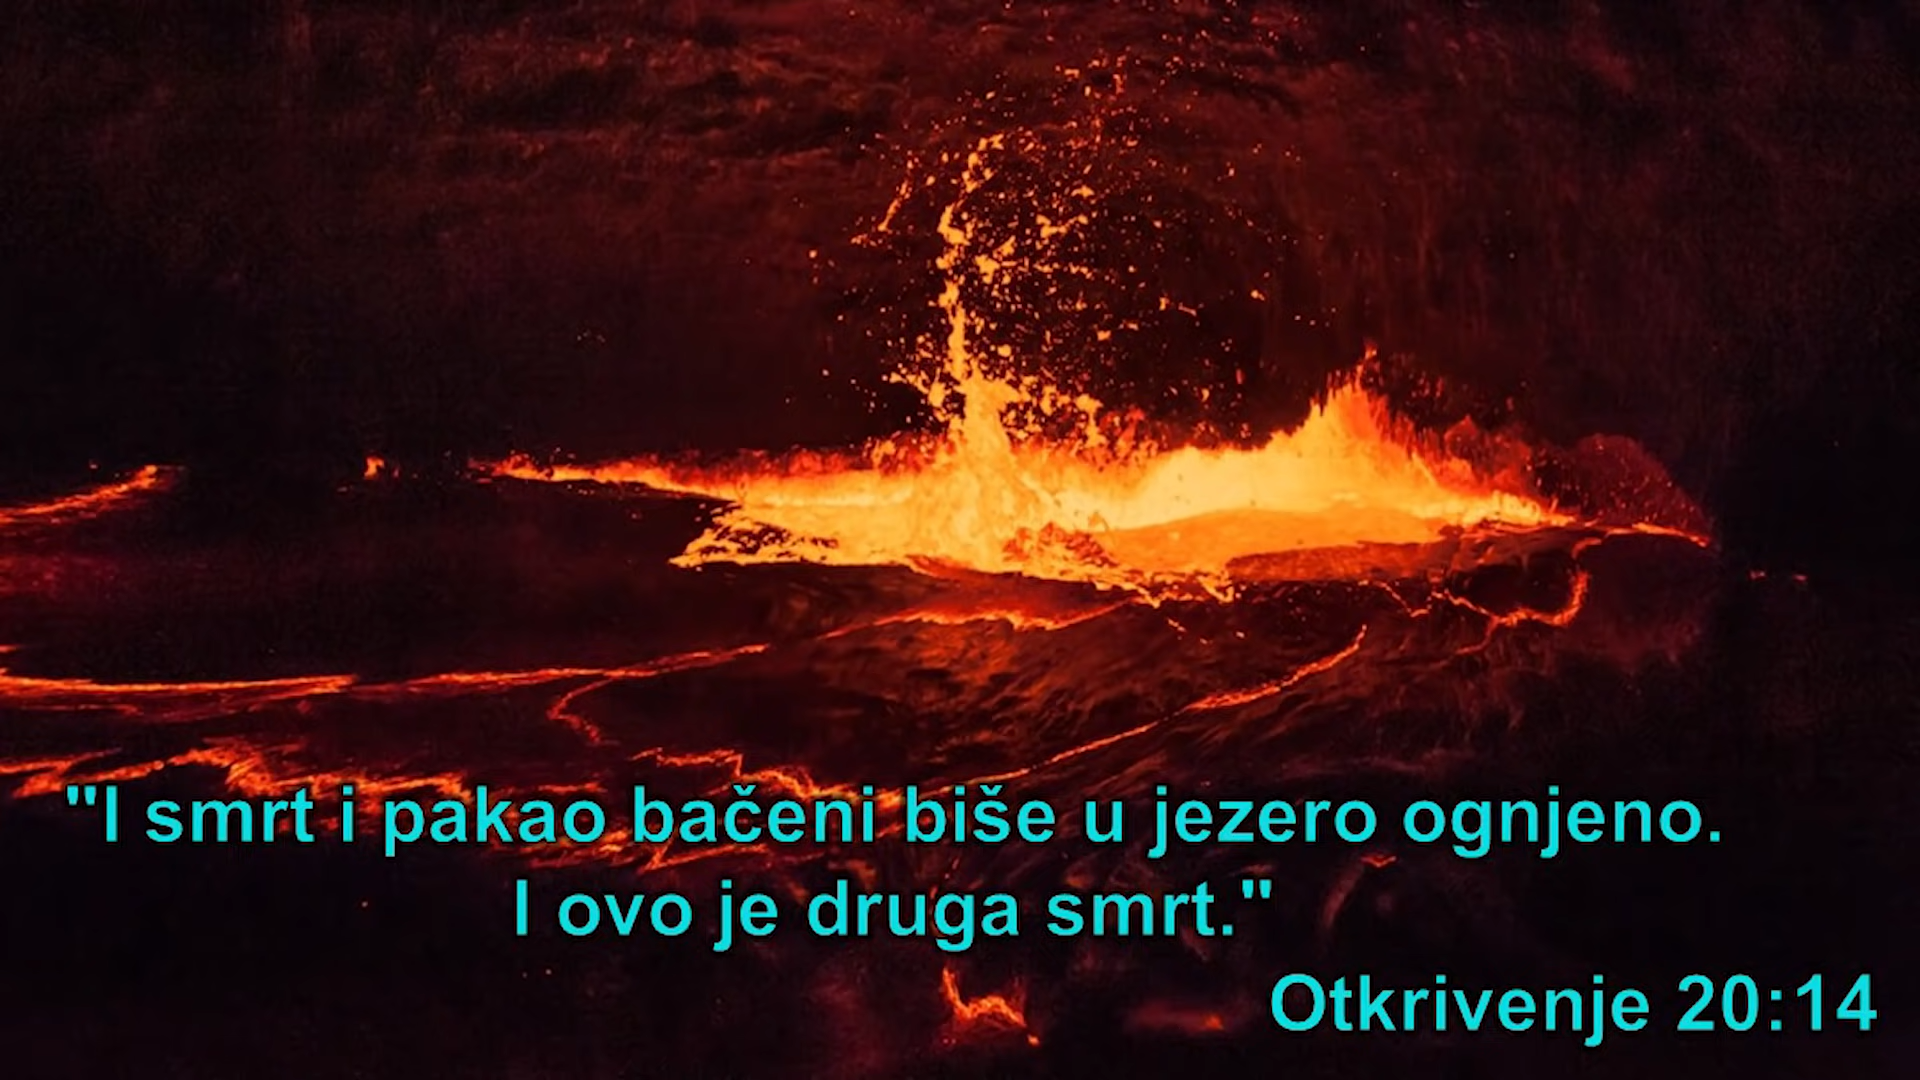 "I smrt i pakao bačeni biše u jezero ognjeno.
I ovo je druga smrt."
Otkrivenje 20:14